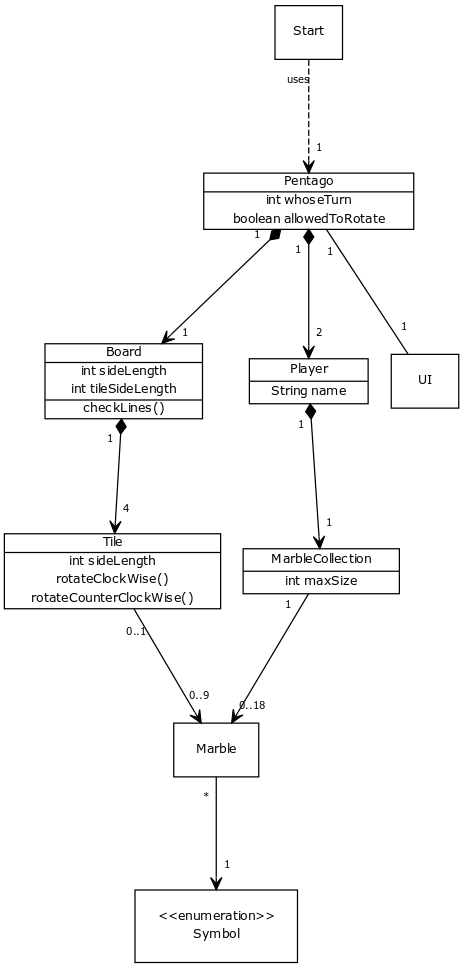 Start
uses
1
Pentago
int whoseTurn
boolean allowedToRotate
1
1
1
1
2
1
Board
int sideLength
int tileSideLength
checkLines()
Player
String name
UI
1
1
4
1
Tile
int sideLength
rotateClockWise()
rotateCounterClockWise()
MarbleCollection
int maxSize
0..1
1
0..9
0..18
Marble
*
1
<<enumeration>>
Symbol